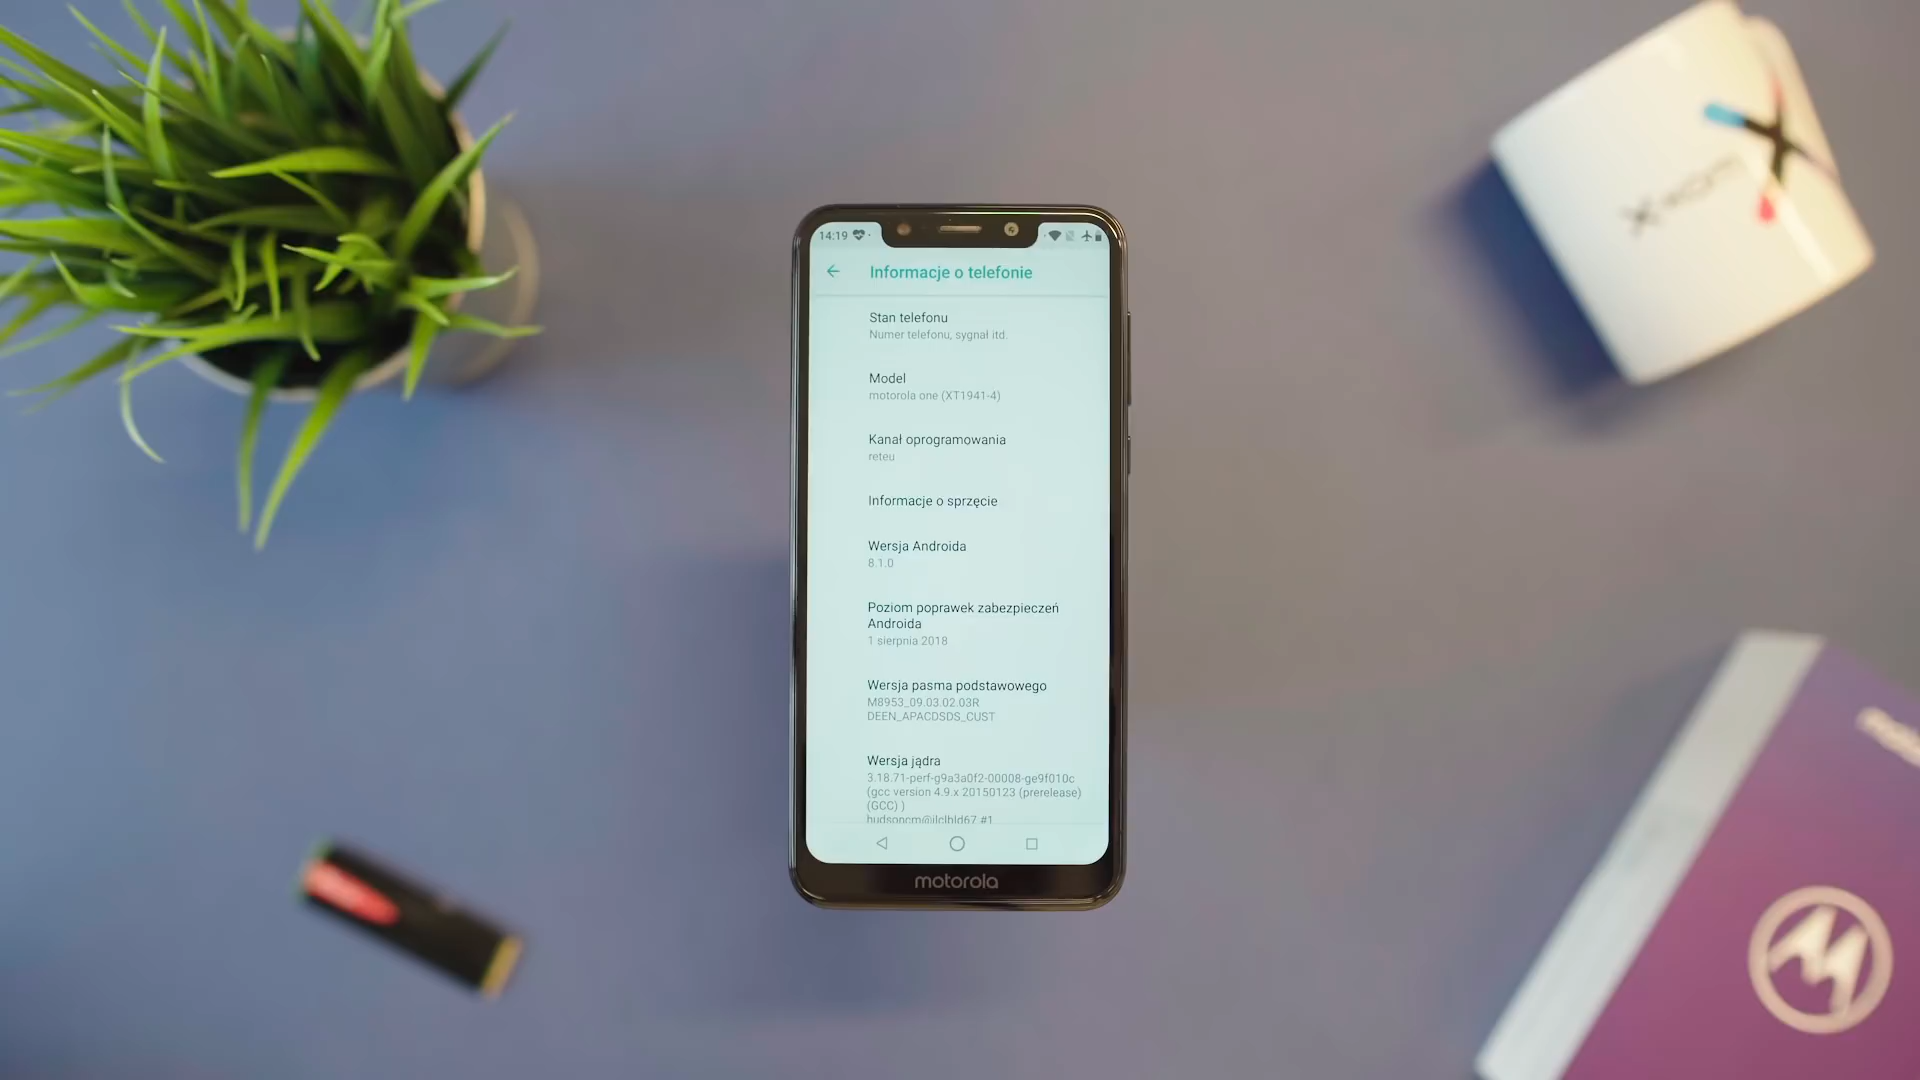 14:19
Informacje o telefonie
Stan telefonu
Numer telefonu, sygnał itd.
Model
motorola one (XT1941-4)
Kanał oprogramowania
reteu
Informacje o sprzęcie
Wersja Androida
8.1.0
Poziom poprawek zabezpieczeń
Androida
1 sierpnia 2018
Wersja pasma podstawowego
M8953_09.03.02.03R
DEEN_APACDSDS_CUST
Wersja jądra
3.18.71-perf-g9a3a0f2-00008-ge9f010c
(gcc version 4.9.x 20150123 (prerelease)
(GCC) )
hudsoncm@ilclbld67 #1
motorola